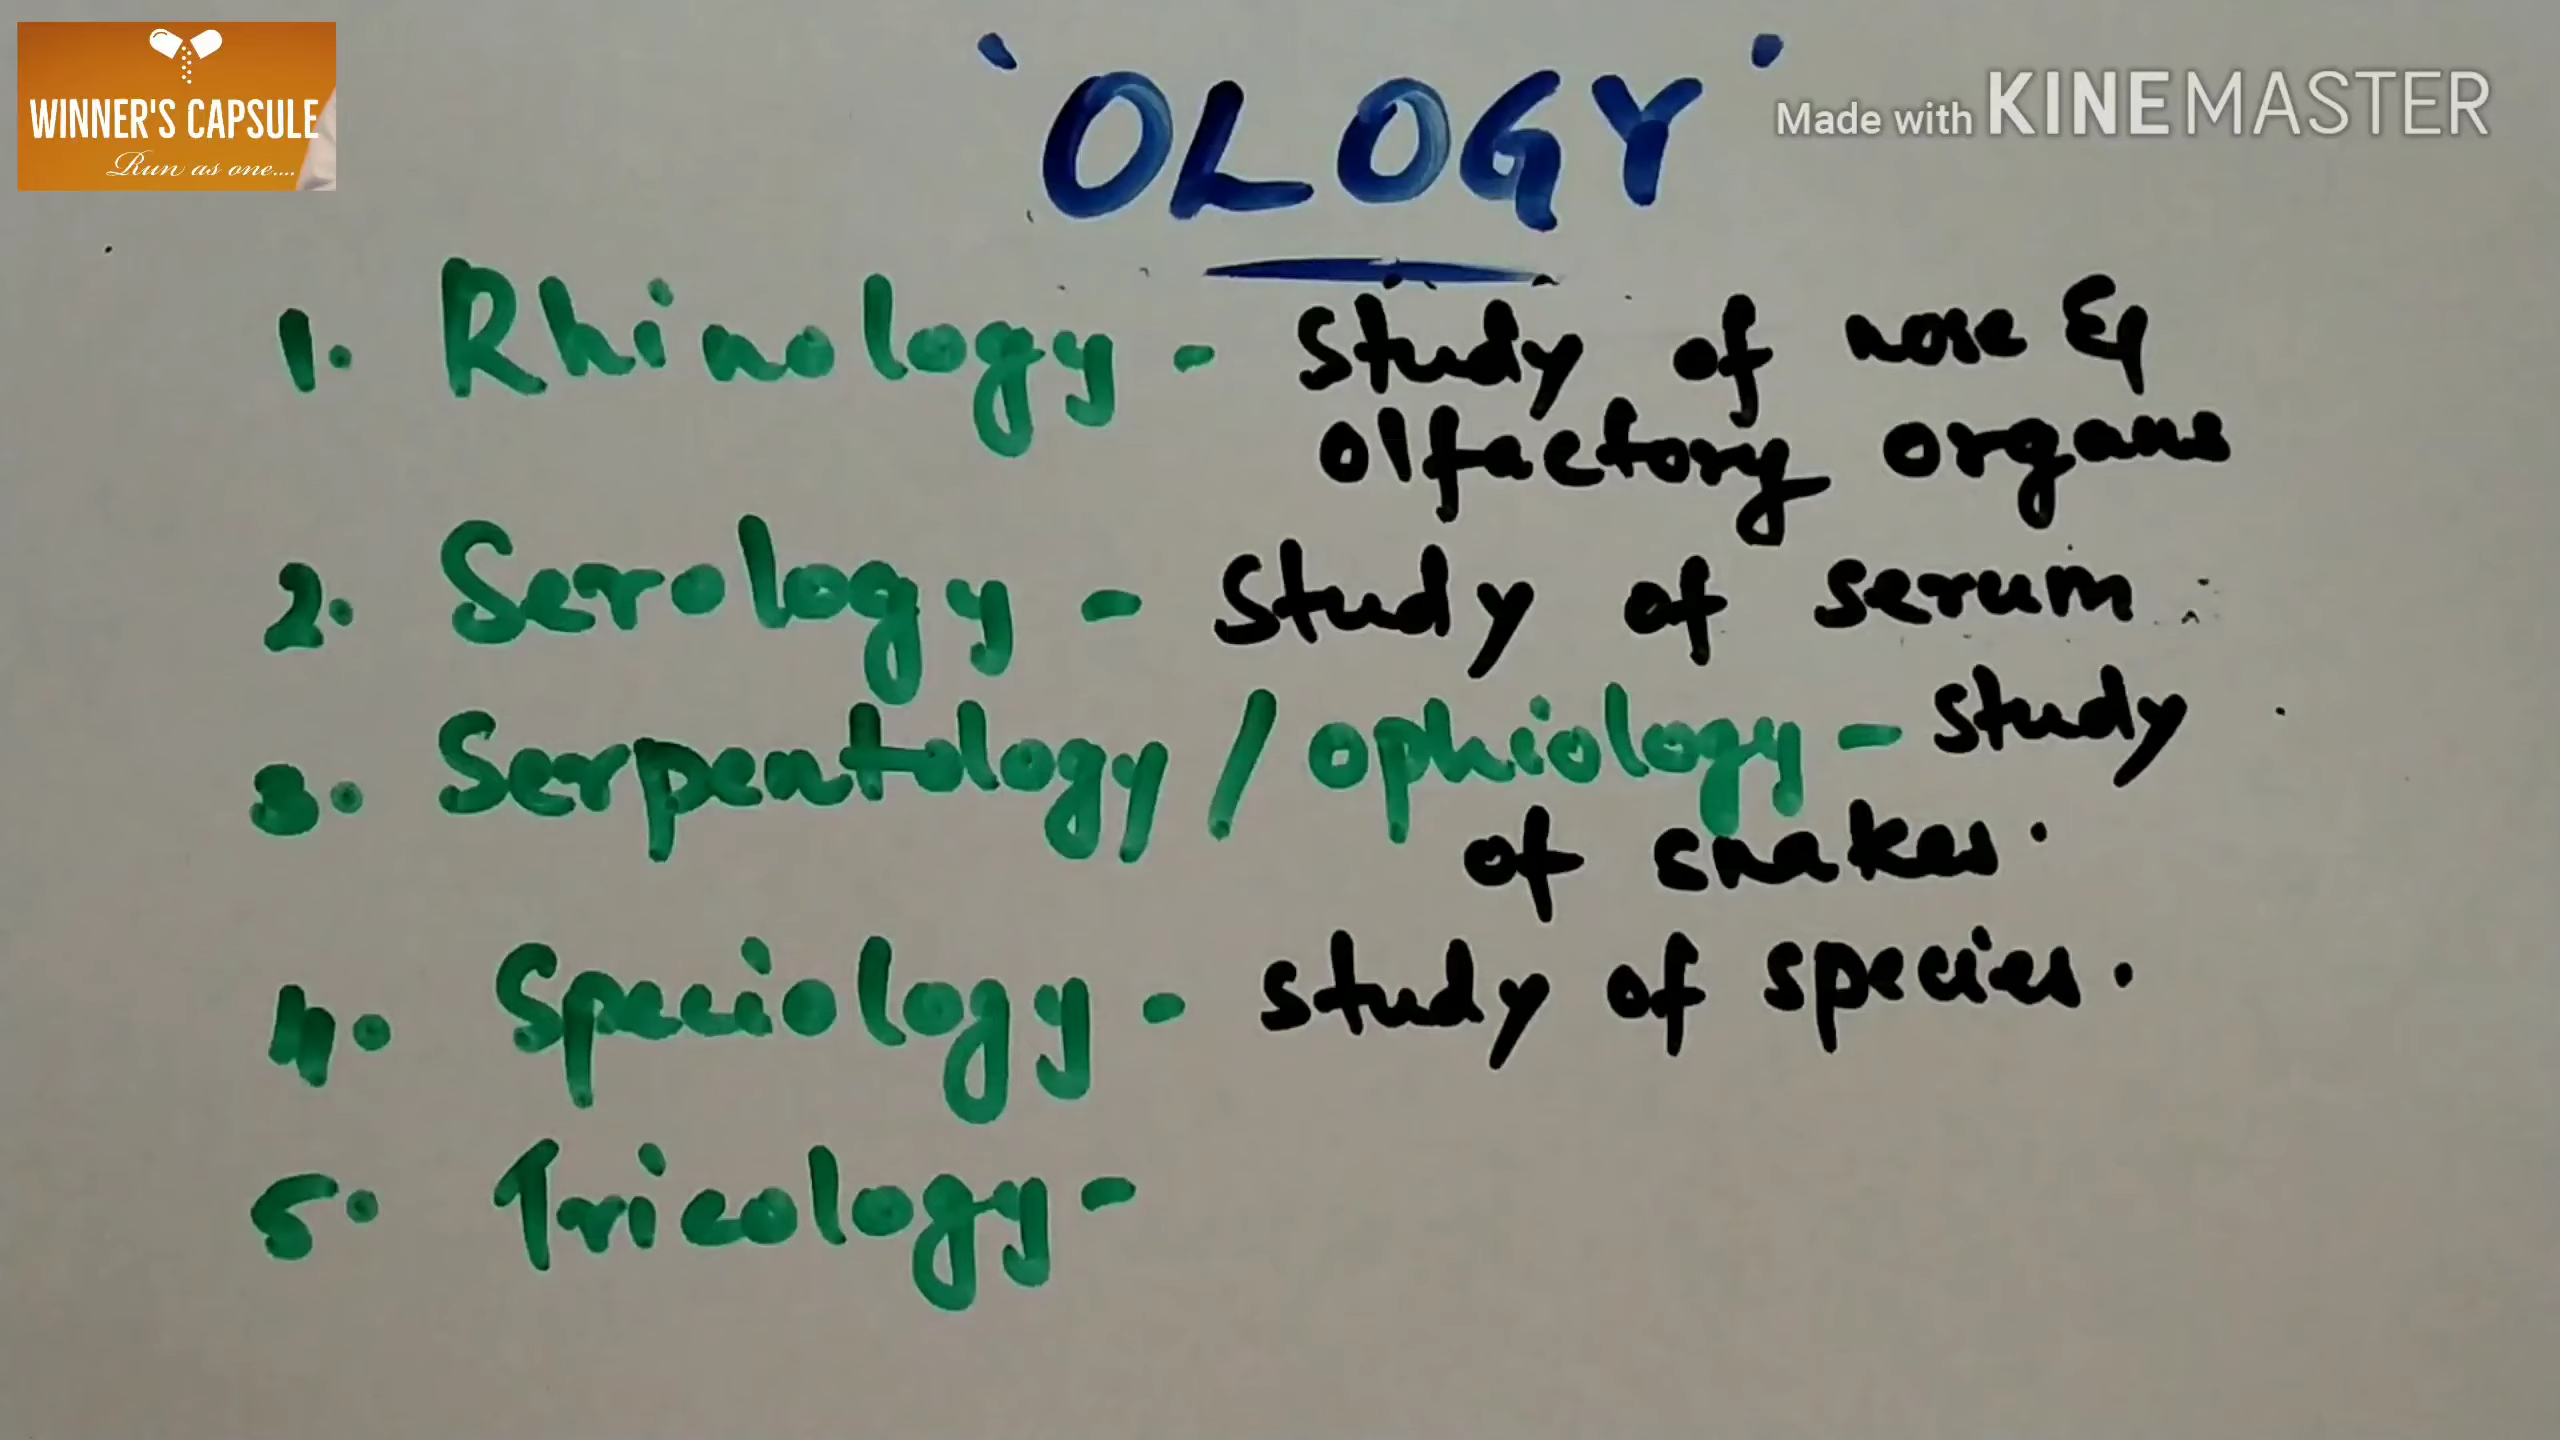 WINNER'S CAPSULE
Run as one....
'OLOGY'
Made with KINEMASTER
1. Rhinology - Study of nose &
olfactory organs
2. Serology - Study of serum
3. Serpentology / ophiology - Study
of snakes.
4. Speciology - Study of species.
5. Tricology -